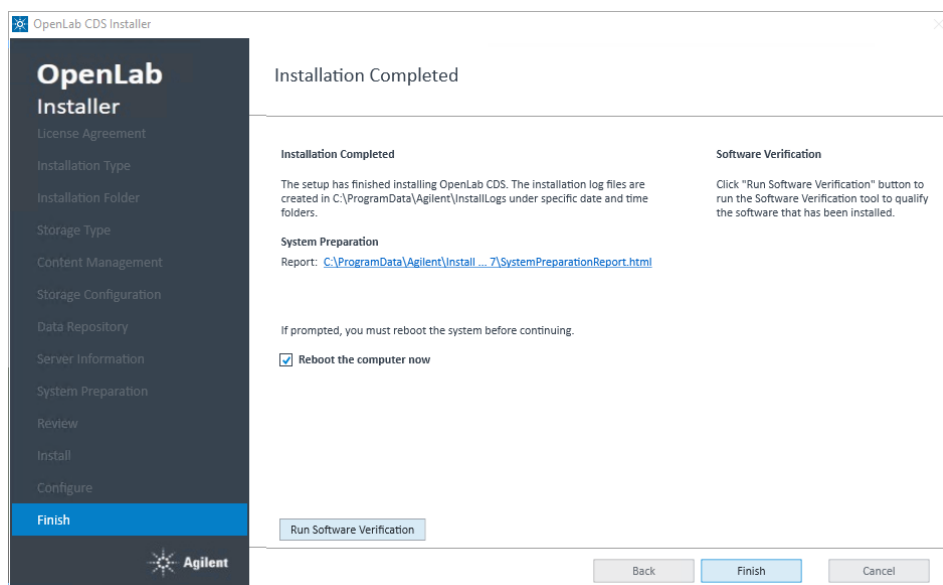 OpenLab CDS Installer
OpenLab
Installer
License Agreement
Installation Type
Installation Folder
Storage Type
Content Management
Storage Configuration
Data Repository
Server Information
System Preparation
Review
Install
Configure
Finish
Agilent
Installation Completed
Installation Completed
The setup has finished installing OpenLab CDS. The installation log files are
created in C:\ProgramData\Agilent\InstallLogs under specific date and time
folders.
System Preparation
Report: C:\ProgramData\Agilent\Install ... 7\SystemPreparationReport.html
If prompted, you must reboot the system before continuing.
Reboot the computer now
Software Verification
Click "Run Software Verification" button to
run the Software Verification tool to qualify
the software that has been installed.
Run Software Verification
Back
Finish
Cancel